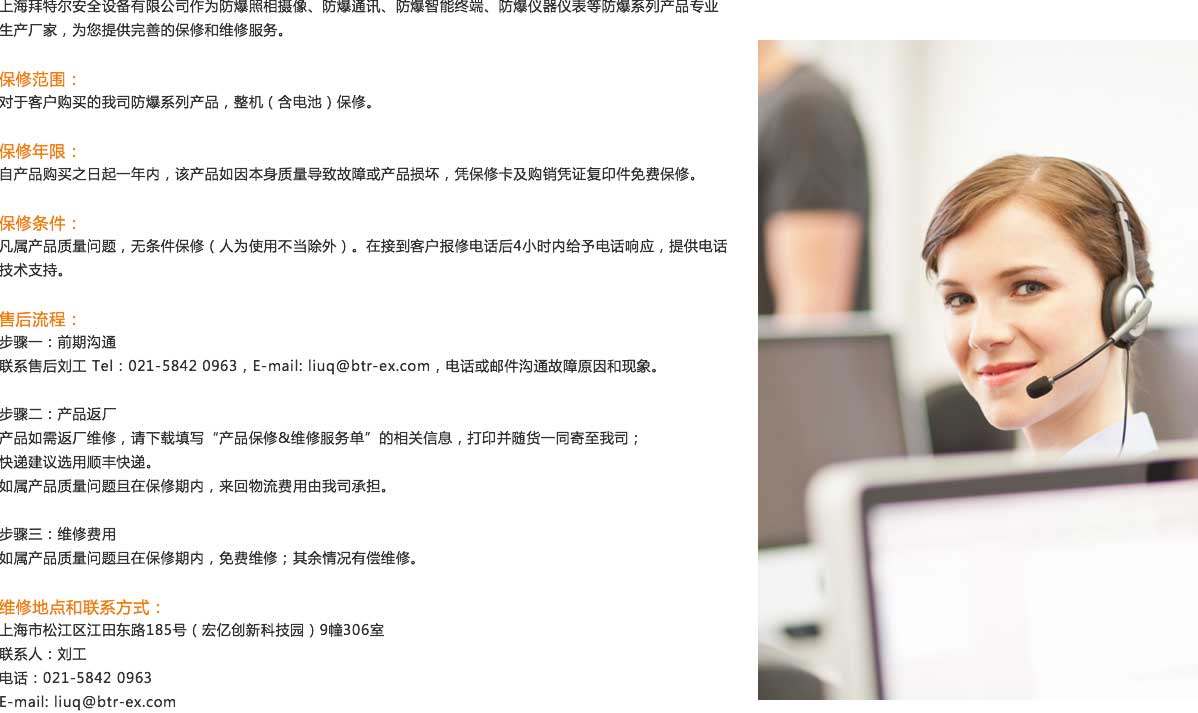 上海拜特尔安全设备有限公司作为防爆照相摄像、防爆通讯、防爆智能终端、防爆仪器仪表等防爆系列产品专业
生产厂家，为您提供完善的保修和维修服务。
保修范围：
对于客户购买的我司防爆系列产品，整机（含电池）保修。
保修年限：
自产品购买之日起一年内，该产品如因本身质量导致故障或产品损坏，凭保修卡及购销凭证复印件免费保修。
保修条件：
凡属产品质量问题，无条件保修（人为使用不当除外）。在接到客户报修电话后4小时内给予电话响应，提供电话
技术支持。
售后流程：
步骤一：前期沟通
联系售后刘工 Tel：021-5842 0963，E-mail: liuq@btr-ex.com，电话或邮件沟通故障原因和现象。
步骤二：产品返厂
产品如需返厂维修，请下载填写“产品保修&维修服务单”的相关信息，打印并随货一同寄至我司；
快递建议选用顺丰快递。
如属产品质量问题且在保修期内，来回物流费用由我司承担。
步骤三：维修费用
如属产品质量问题且在保修期内，免费维修；其余情况有偿维修。
维修地点和联系方式：
上海市松江区江田东路185号（宏亿创新科技园）9幢306室
联系人：刘工
电话：021-5842 0963
E-mail: liuq@btr-ex.com